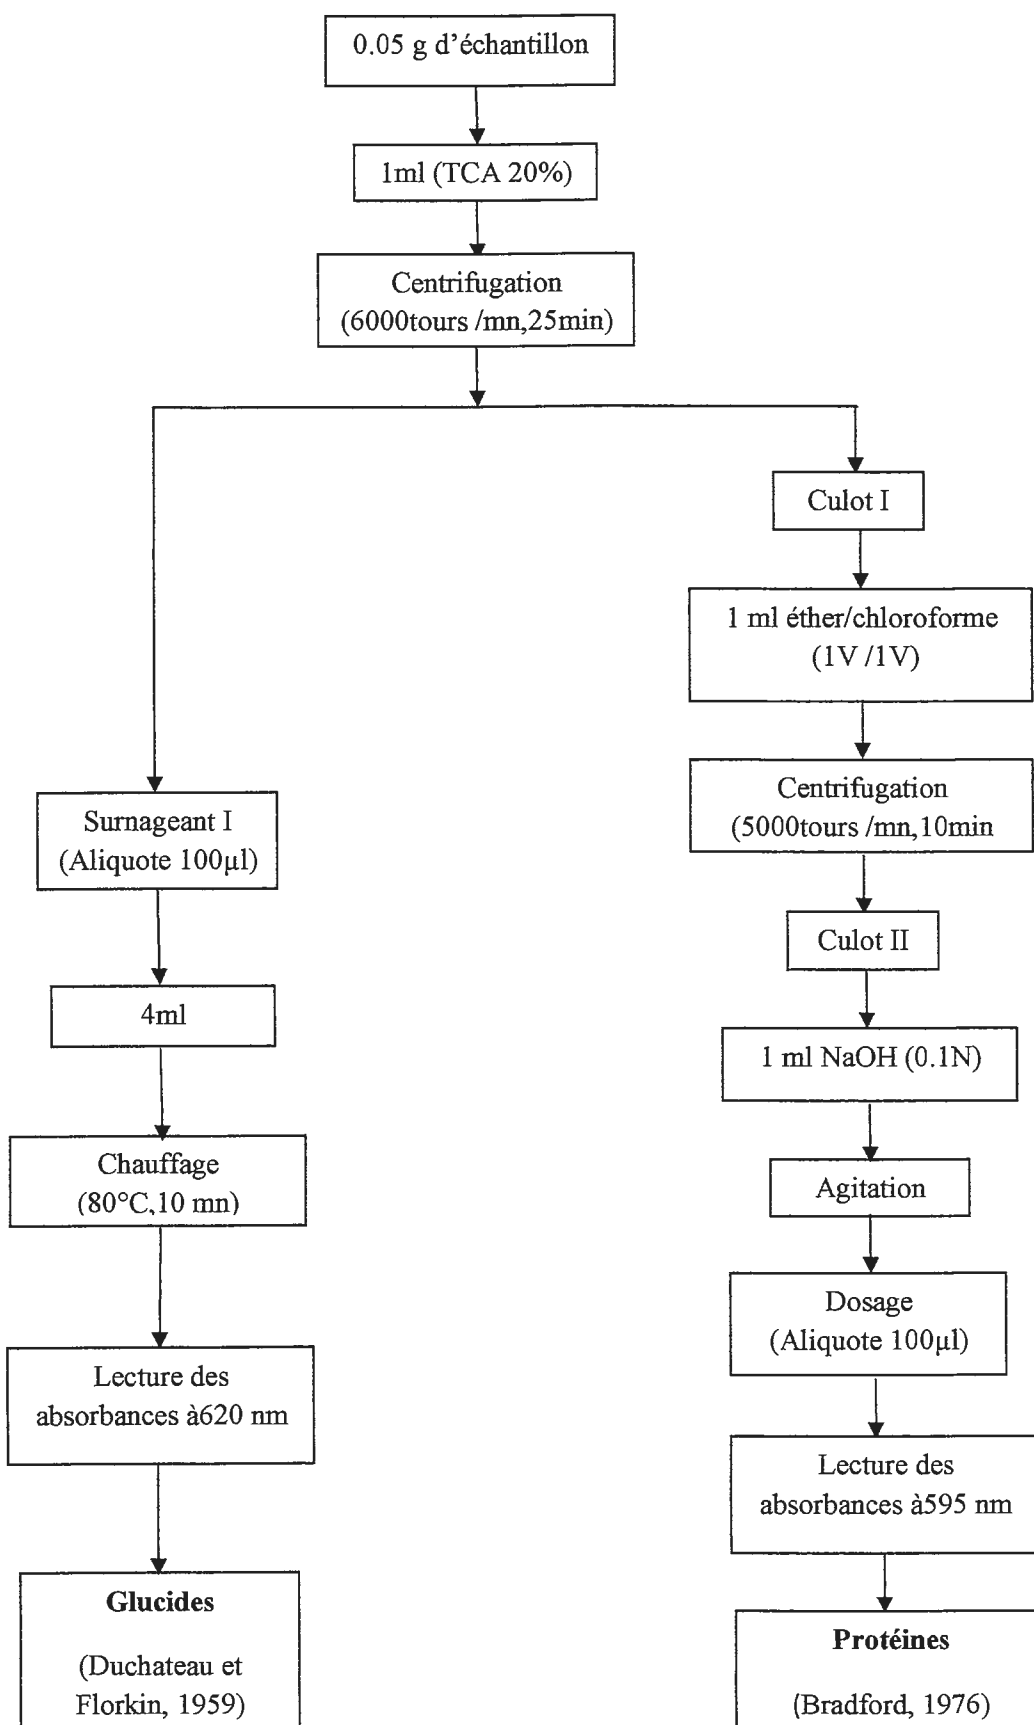 0.05 g d’échantillon
1ml (TCA 20%)
Centrifugation
(6000tours /mn,25min)
Culot I
1 ml éther/chloroforme
(1V /1V)
Centrifugation
(5000tours /mn,10min
Culot II
1 ml NaOH (0.1N)
Agitation
Dosage
(Aliquote 100µl)
Lecture des
absorbances à595 nm
Protéines
(Bradford, 1976)
Surnageant I
(Aliquote 100µl)
4ml
Chauffage
(80°C,10 mn)
Lecture des
absorbances à620 nm
Glucides
(Duchateau et
Florkin, 1959)